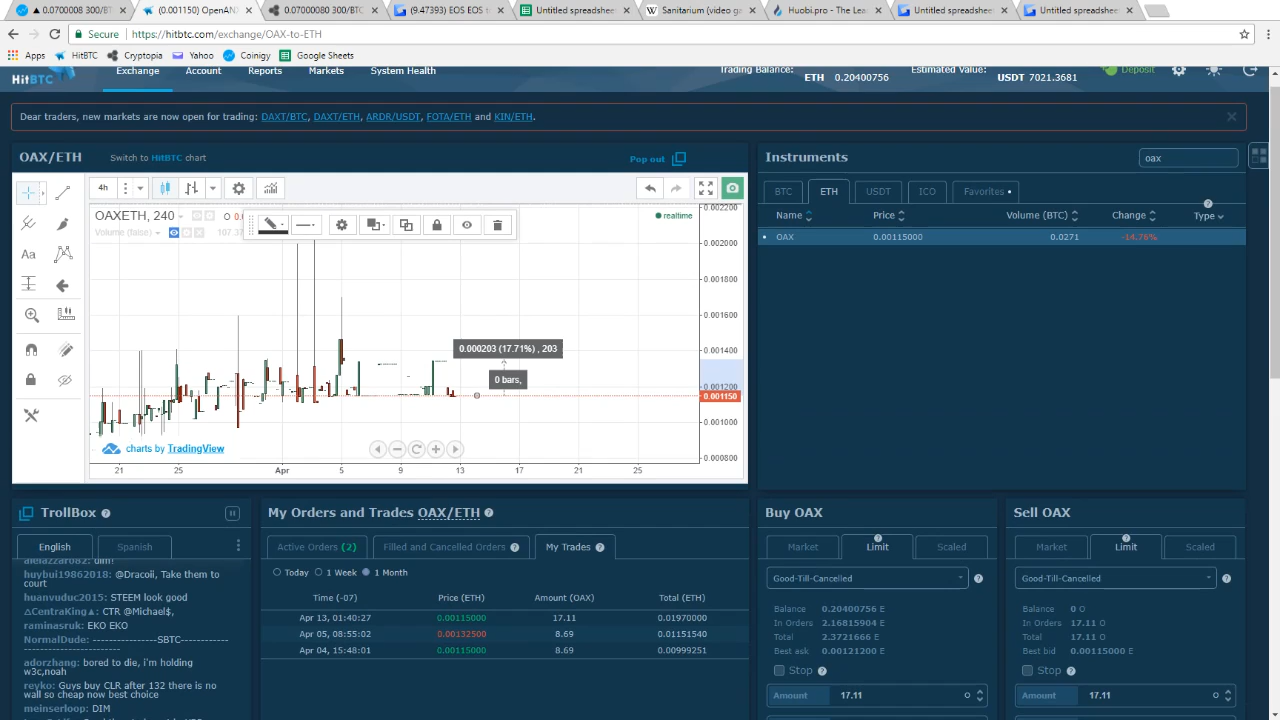 ▲ 0.0700008 300/BT
(0.001150) OpenAN
0.07000080 300/BTC
(9.47393) EOS EOS t
Untitled spreadsheet
Sanitarium (video ga
Huobi.pro - The Lea
Untitled spreadsheet
Untitled spreadsheet
Secure
https://hitbtc.com/exchange/OAX-to-ETH
Apps HitBTC Cryptopia Yahoo Coinigy Google Sheets
HitBTC
Exchange Account Reports Markets System Health
Trading Balance: ETH 0.20400756
Estimated Value: USDT 7021.3681
Deposit
Dear traders, new markets are now open for trading: DAXT/BTC, DAXT/ETH, ARDR/USDT, FOTA/ETH and KIN/ETH.
OAX/ETH Switch to HitBTC chart Pop out
4h
OAXETH, 240
Volume (false)
realtime
0.002200
0.002000
0.001800
0.001600
0.001400
0.001200
0.001150
0.001000
0.000800
0.000203 (17.71%) , 203
0 bars,
charts by TradingView
21 25 Apr 5 9 13 17 21 25
Instruments
oax
BTC ETH USDT ICO Favorites •
Name Price Volume (BTC) Change Type
OAX 0.00115000 0.0271 -14.76%
TrollBox
English Spanish
huybui19862018: @Dracoii, Take them to
court
huanvuduc2015: STEEM look good
△CentraKing▲: CTR @Michael$,
raminasruk: EKO EKO
NormalDude: ----------------SBTC------------
adorzhang: bored to die, i'm holding
w3c,noah
reyko: Guys buy CLR after 132 there is no
wall so cheap now best choice
meinserloop: DIM
My Orders and Trades OAX/ETH
Active Orders (2) Filled and Cancelled Orders My Trades
Today 1 Week 1 Month
Time (-07) Price (ETH) Amount (OAX) Total (ETH)
Apr 13, 01:40:27 0.00115000 17.11 0.01970000
Apr 05, 08:55:02 0.00132500 8.69 0.01151540
Apr 04, 15:48:01 0.00115000 8.69 0.00999251
Buy OAX
Market Limit Scaled
Good-Till-Cancelled
Balance 0.20400756 E
In Orders 2.16815904 E
Total 2.3721666 E
Best ask 0.00121200 E
Stop
Amount 17.11 O
Sell OAX
Market Limit Scaled
Good-Till-Cancelled
Balance 0 O
In Orders 17.11 O
Total 17.11 O
Best bid 0.00115000 E
Stop
Amount 17.11 O